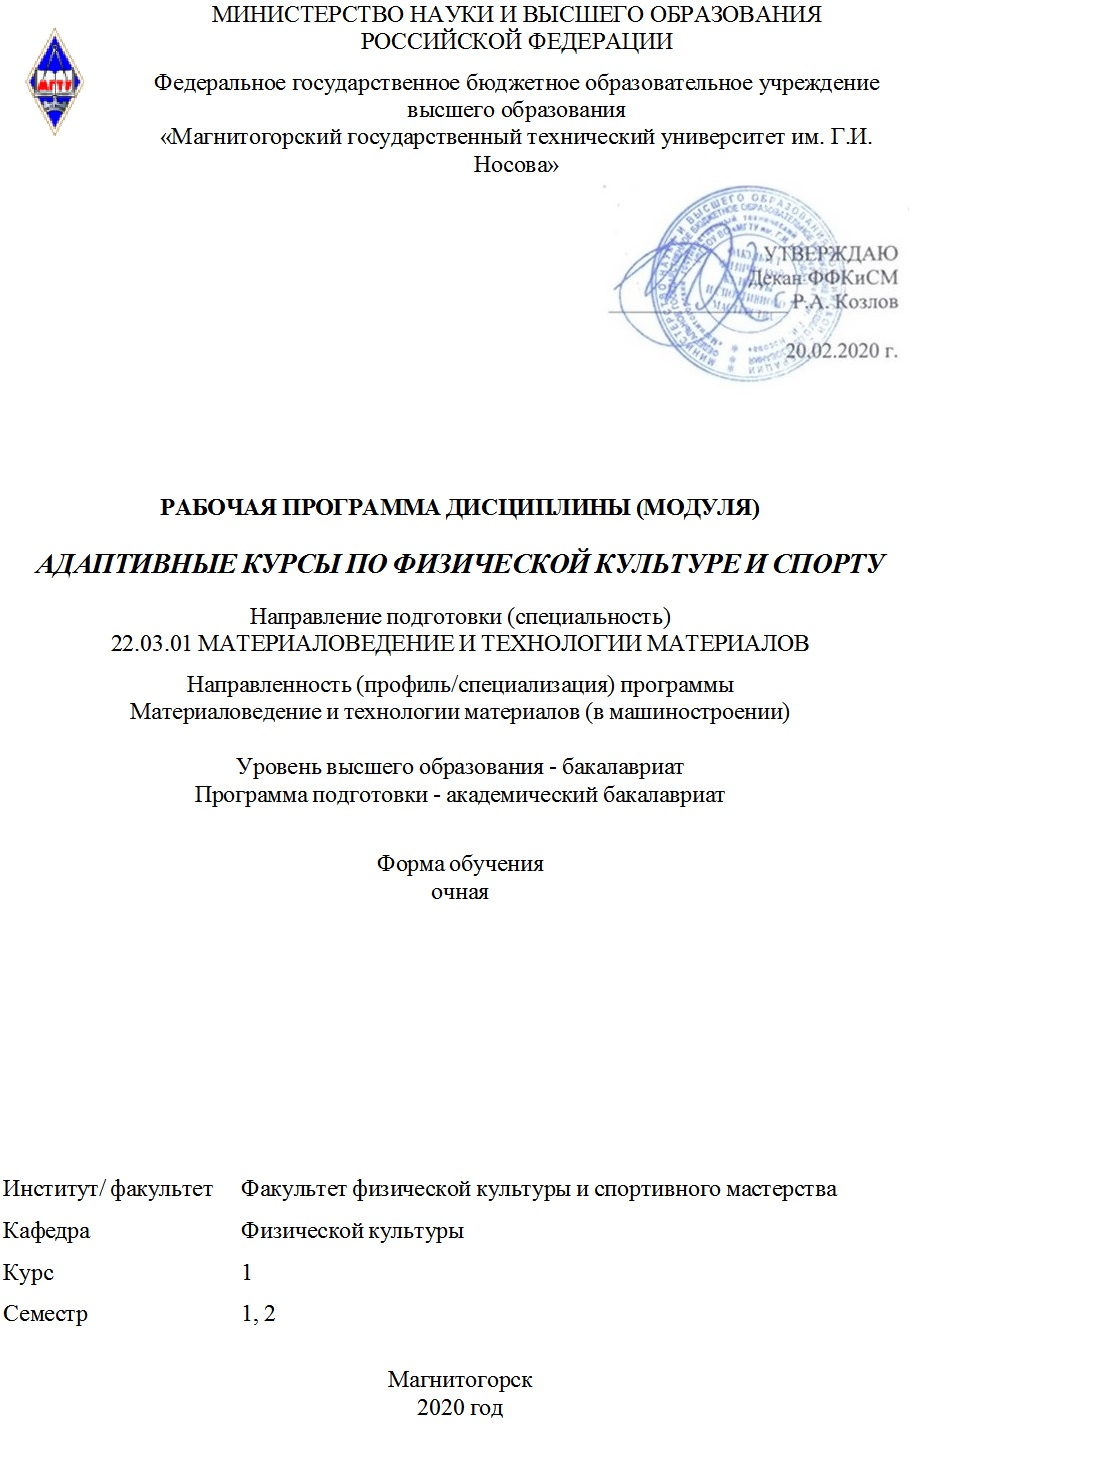 МИНИСТЕРСТВО НАУКИ И ВЫСШЕГО ОБРАЗОВАНИЯ
РОССИЙСКОЙ ФЕДЕРАЦИИ
МГТУ
Федеральное государственное бюджетное образовательное учреждение
высшего образования
«Магнитогорский государственный технический университет им. Г.И.
Носова»
УТВЕРЖДАЮ
Декан ФФКиСМ
Р.А. Козлов
20.02.2020 г.
РАБОЧАЯ ПРОГРАММА ДИСЦИПЛИНЫ (МОДУЛЯ)
АДАПТИВНЫЕ КУРСЫ ПО ФИЗИЧЕСКОЙ КУЛЬТУРЕ И СПОРТУ
Направление подготовки (специальность)
22.03.01 МАТЕРИАЛОВЕДЕНИЕ И ТЕХНОЛОГИИ МАТЕРИАЛОВ
Направленность (профиль/специализация) программы
Материаловедение и технологии материалов (в машиностроении)
Уровень высшего образования - бакалавриат
Программа подготовки - академический бакалавриат
Форма обучения
очная
Институт/ факультет Факультет физической культуры и спортивного мастерства
Кафедра Физической культуры
Курс 1
Семестр 1, 2
Магнитогорск
2020 год